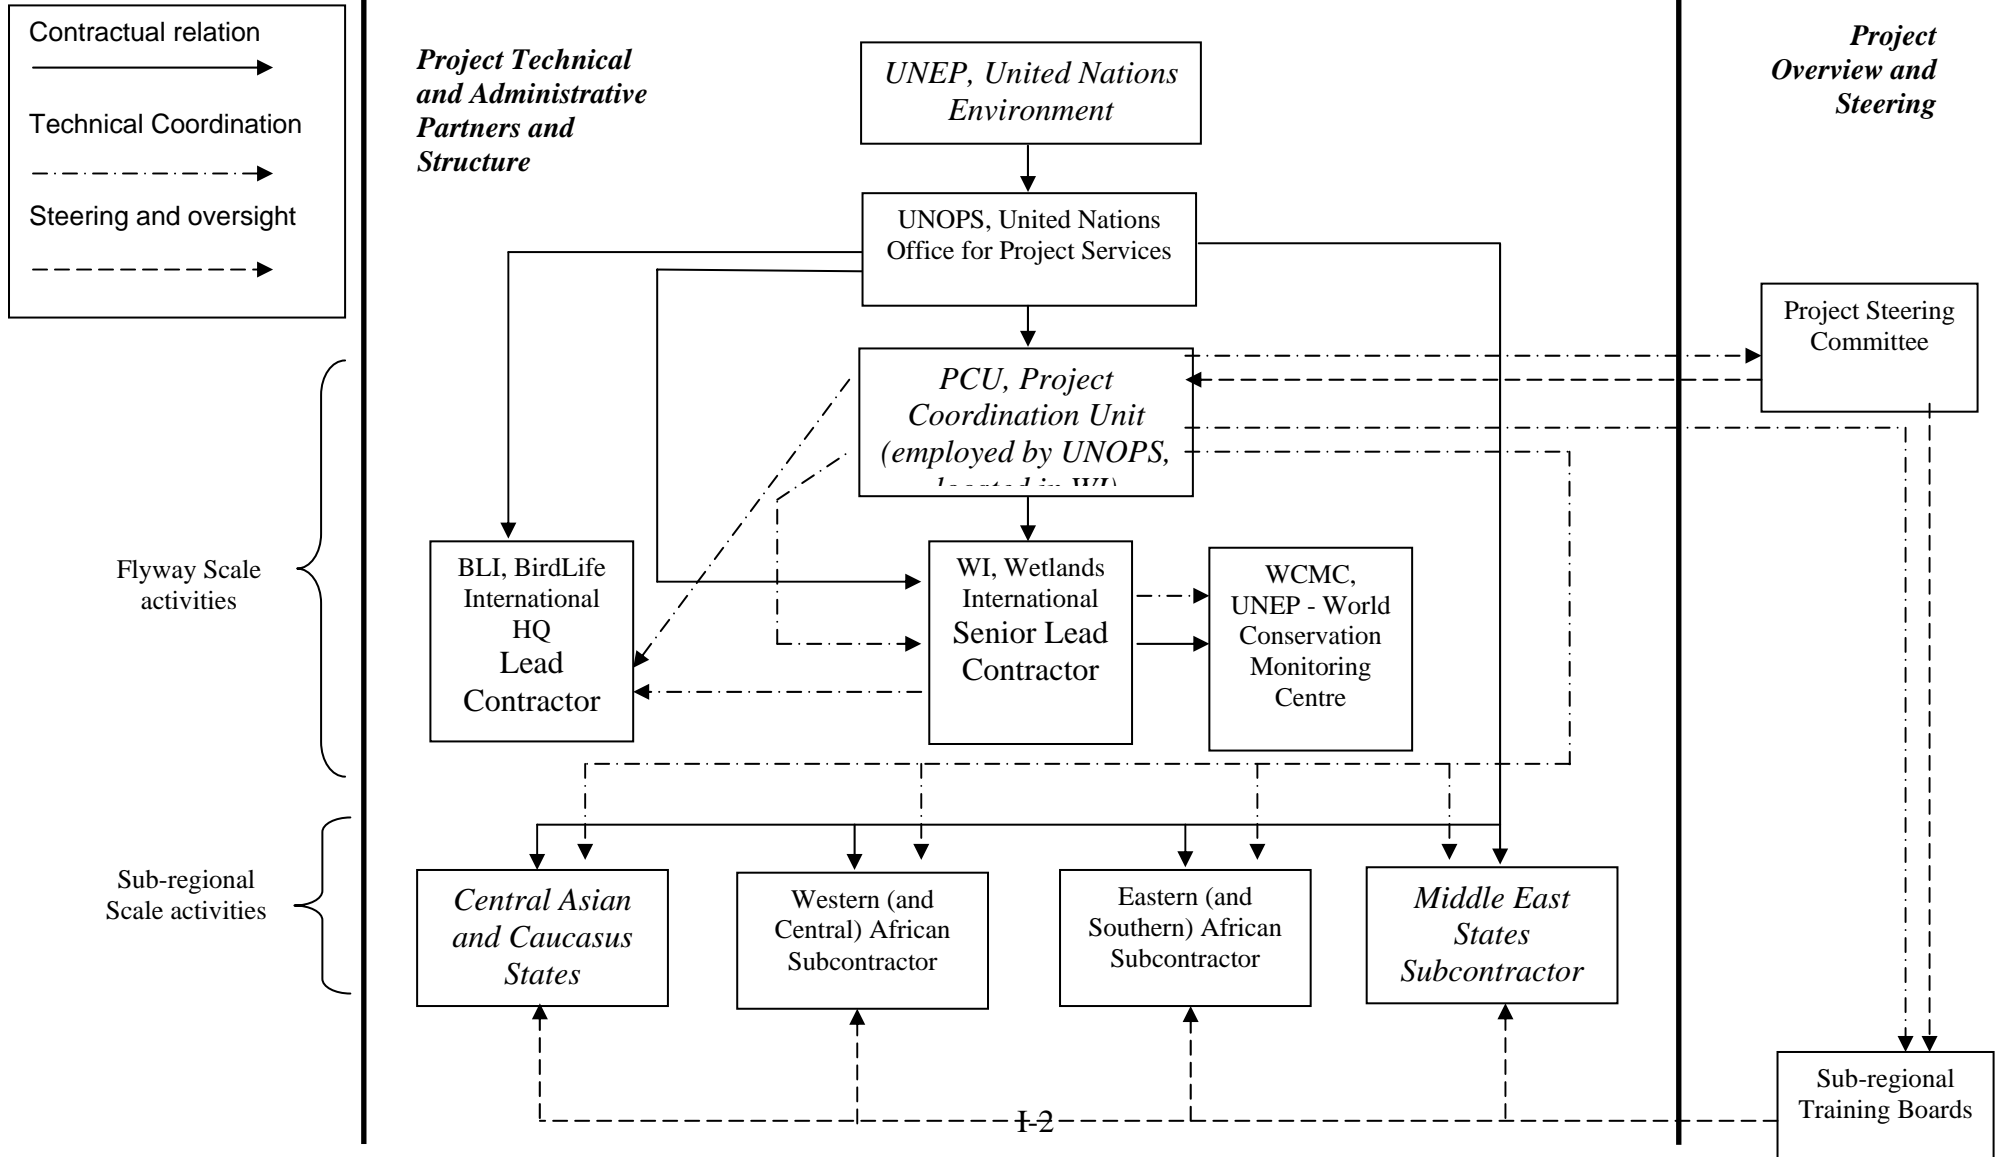 Contractual relation
Technical Coordination
Steering and oversight
Project Technical
and Administrative
Partners and
Structure
Project
Overview and
Steering
UNEP, United Nations
Environment
UNOPS, United Nations
Office for Project Services
Project Steering
Committee
PCU, Project
Coordination Unit
(employed by UNOPS,
located in WI)
Flyway Scale
activities
BLI, BirdLife
International
HQ
Lead
Contractor
WI, Wetlands
International
Senior Lead
Contractor
WCMC,
UNEP - World
Conservation
Monitoring
Centre
Sub-regional
Scale activities
Central Asian
and Caucasus
States
Western (and
Central) African
Subcontractor
Eastern (and
Southern) African
Subcontractor
Middle East
States
Subcontractor
Sub-regional
Training Boards
I-2